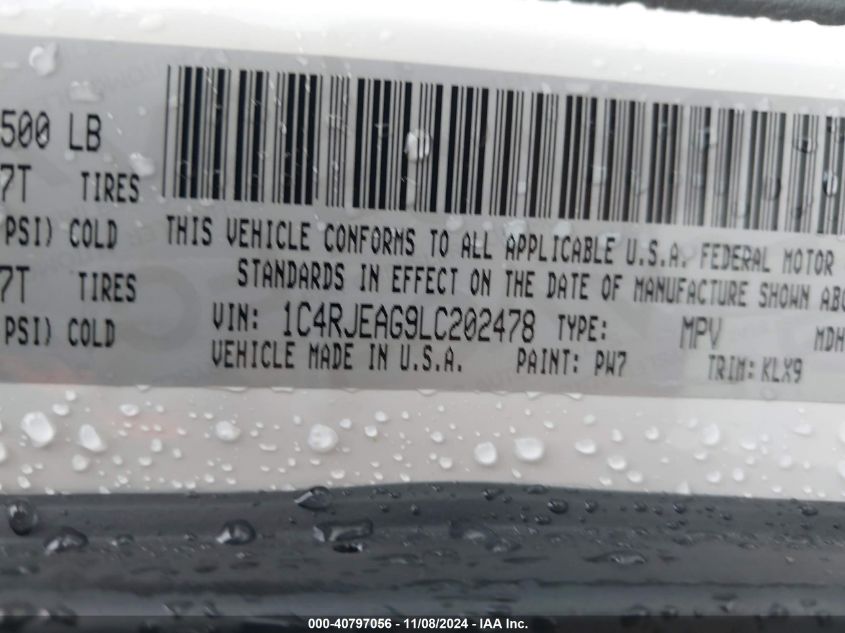 500 LB
7T TIRES
PSI) COLD THIS VEHICLE CONFORMS TO ALL APPLICABLE U.S.A. FEDERAL MOTOR
7T TIRES STANDARDS IN EFFECT ON THE DATE OF MANUFACTURE SHOWN ABO
PSI) COLD VIN: 1C4RJEAG9LC202478 TYPE: MPV MDH
VEHICLE MADE IN U.S.A. PAINT: PW7 TRIM: KLX9
000-40797056 - 11/08/2024 - IAA Inc.